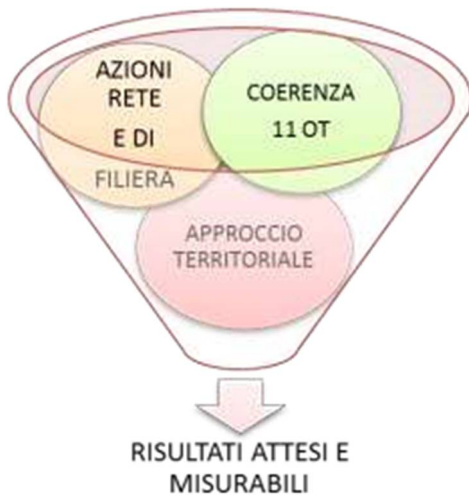 AZIONI
RETE
E DI
FILIERA
COERENZA
11 OT
APPROCCIO
TERRITORIALE
RISULTATI ATTESI E
MISURABILI